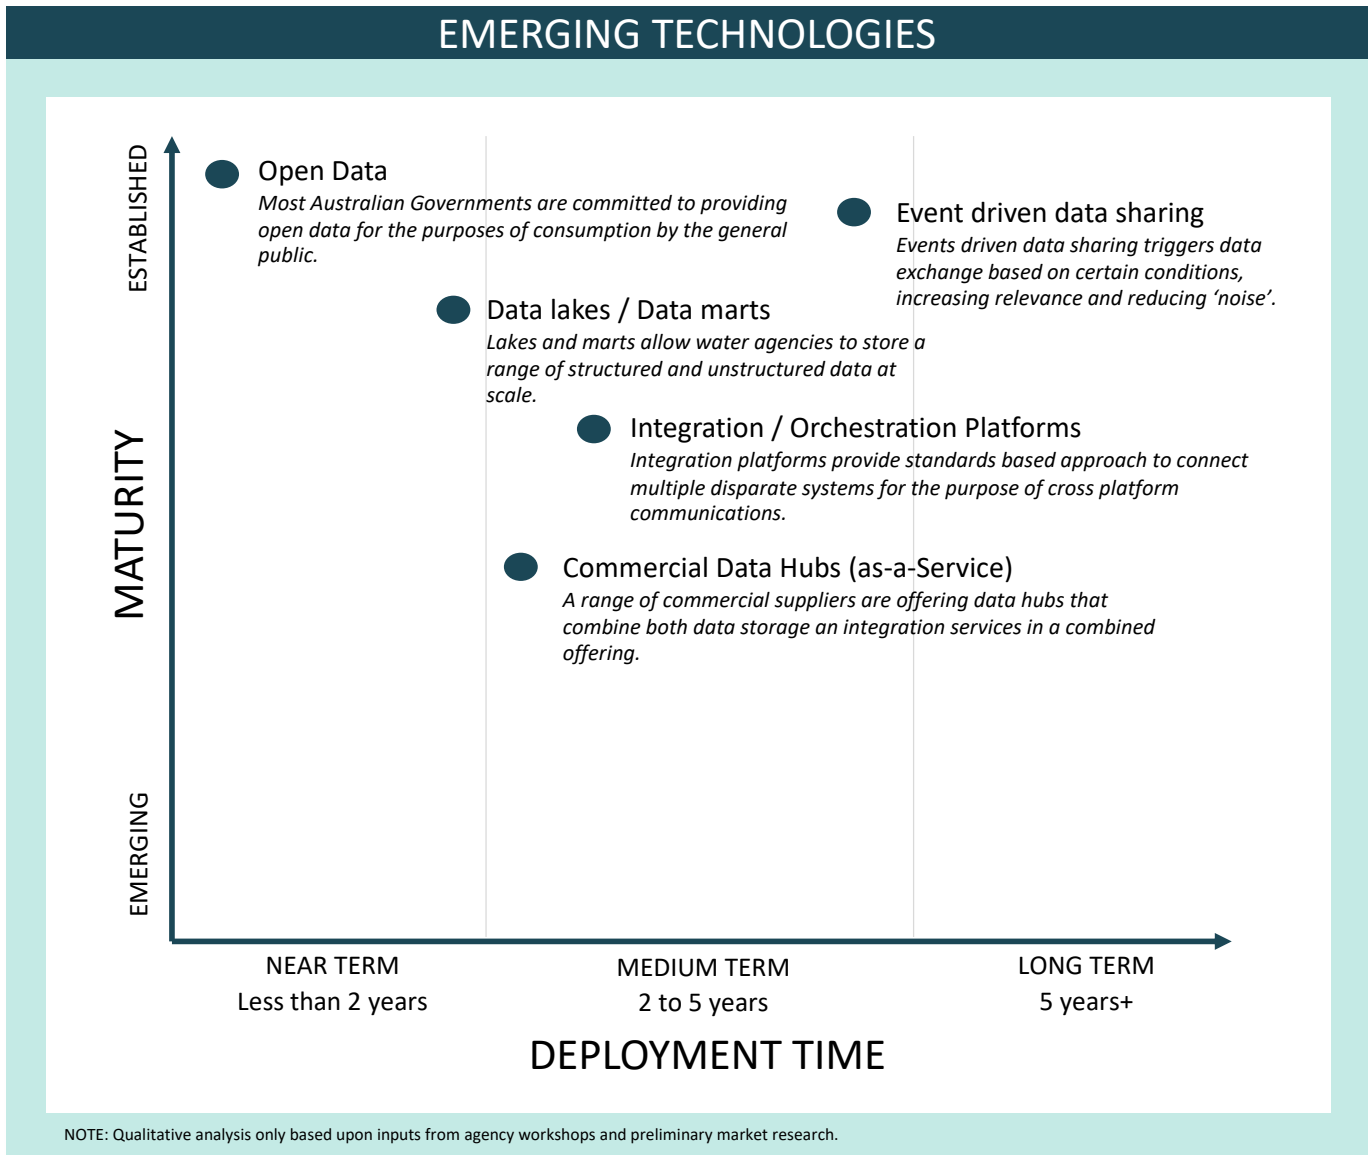 EMERGING TECHNOLOGIES
ESTABLISHED
MATURITY
EMERGING
Open Data
Most Australian Governments are committed to providing
open data for the purposes of consumption by the general
public.
Event driven data sharing
Events driven data sharing triggers data
exchange based on certain conditions,
increasing relevance and reducing ‘noise’.
Data lakes / Data marts
Lakes and marts allow water agencies to store a
range of structured and unstructured data at
scale.
Integration / Orchestration Platforms
Integration platforms provide standards based approach to connect
multiple disparate systems for the purpose of cross platform
communications.
Commercial Data Hubs (as-a-Service)
A range of commercial suppliers are offering data hubs that
combine both data storage an integration services in a combined
offering.
NEAR TERM
Less than 2 years
MEDIUM TERM
2 to 5 years
LONG TERM
5 years+
DEPLOYMENT TIME
NOTE: Qualitative analysis only based upon inputs from agency workshops and preliminary market research.